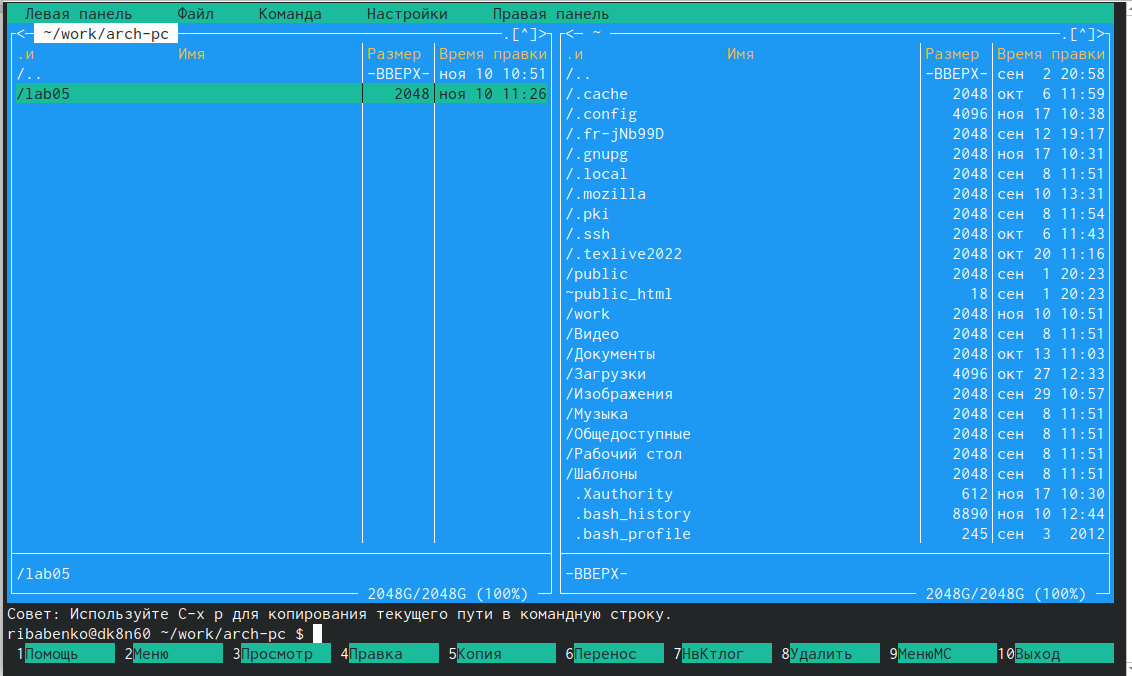 Левая панель Файл Команда Настройки Правая панель
<─ ~/work/arch-pc ─.[^]>
.и Имя Размер Время правки
/.. -ВВЕРХ- ноя 10 10:51
/lab05 2048 ноя 10 11:26
/lab05
2048G/2048G (100%)
<─ ~ ─.[^]>
.и Имя Размер Время правки
/.. -ВВЕРХ- сен 2 20:58
/.cache 2048 окт 6 11:59
/.config 4096 ноя 17 10:38
/.fr-jNb99D 2048 сен 12 19:17
/.gnupg 2048 ноя 17 10:31
/.local 2048 сен 8 11:51
/.mozilla 2048 сен 10 13:31
/.pki 2048 сен 8 11:54
/.ssh 2048 окт 6 11:43
/.texlive2022 2048 окт 20 11:16
/public 2048 сен 1 20:23
~public_html 18 сен 1 20:23
/work 2048 ноя 10 10:51
/Видео 2048 сен 8 11:51
/Документы 2048 окт 13 11:03
/Загрузки 4096 окт 27 12:33
/Изображения 2048 сен 29 10:57
/Музыка 2048 сен 8 11:51
/Общедоступные 2048 сен 8 11:51
/Рабочий стол 2048 сен 8 11:51
/Шаблоны 2048 сен 8 11:51
.Xauthority 612 ноя 17 10:30
.bash_history 8890 ноя 10 12:44
.bash_profile 245 сен 3 2012
-ВВЕРХ-
2048G/2048G (100%)
Совет: Используйте C-x p для копирования текущего пути в командную строку.
ribabenko@dk8n60 ~/work/arch-pc $
1Помощь 2Меню 3Просмотр 4Правка 5Копия 6Перенос 7НвКтлог 8Удалить 9МенюMC 10Выход